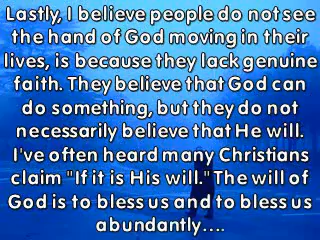 Lastly, I believe people do not see
the hand of God moving in their
lives, is because they lack genuine
faith. They believe that God can
do something, but they do not
necessarily believe that He will.
I've often heard many Christians
claim "If it is His will." The will of
God is to bless us and to bless us
abundantly....